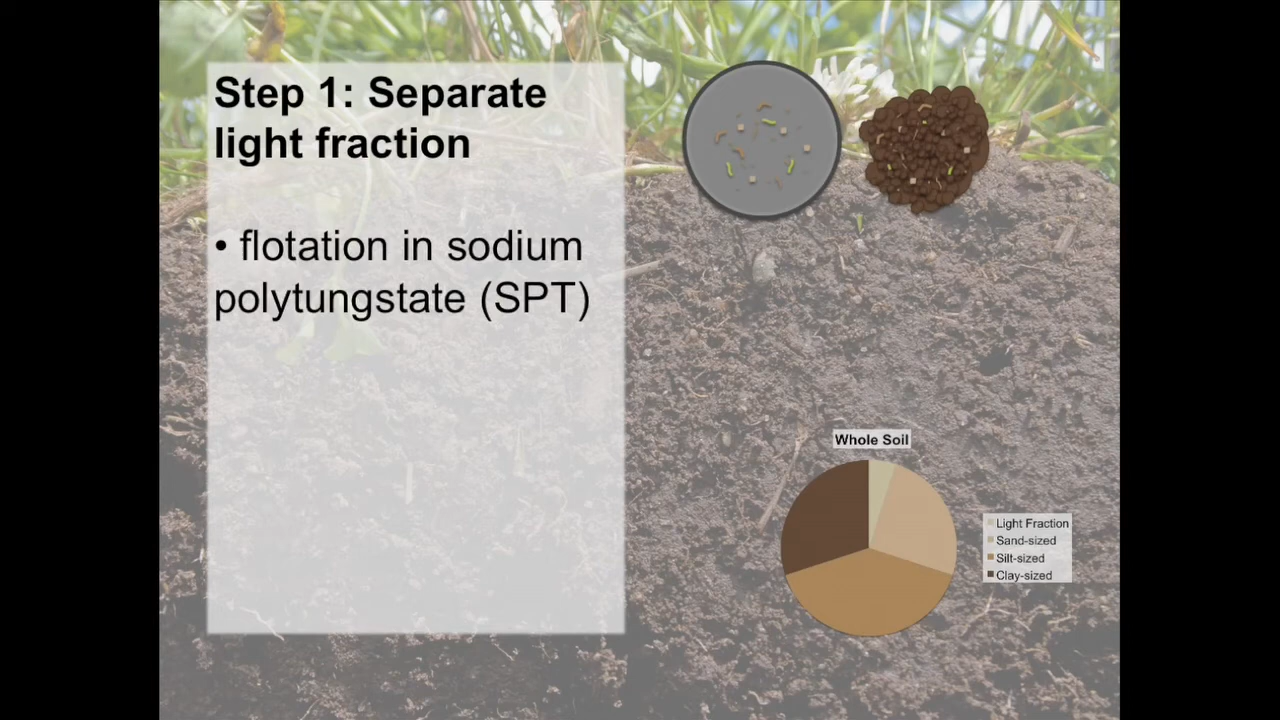 Step 1: Separate
light fraction
• flotation in sodium
polytungstate (SPT)
Whole Soil
Light Fraction
Sand-sized
Silt-sized
Clay-sized